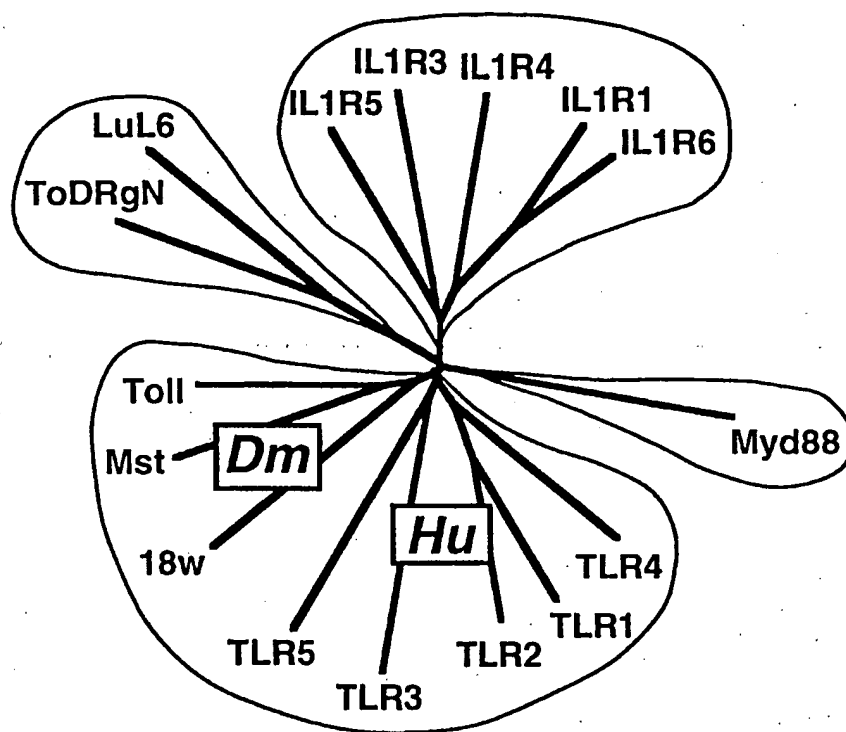 IL1R3 IL1R4
IL1R5 IL1R1
LuL6 IL1R6
ToDRgN
Toll
Mst Dm Myd88
18w Hu TLR4
TLR5 TLR2 TLR1
TLR3